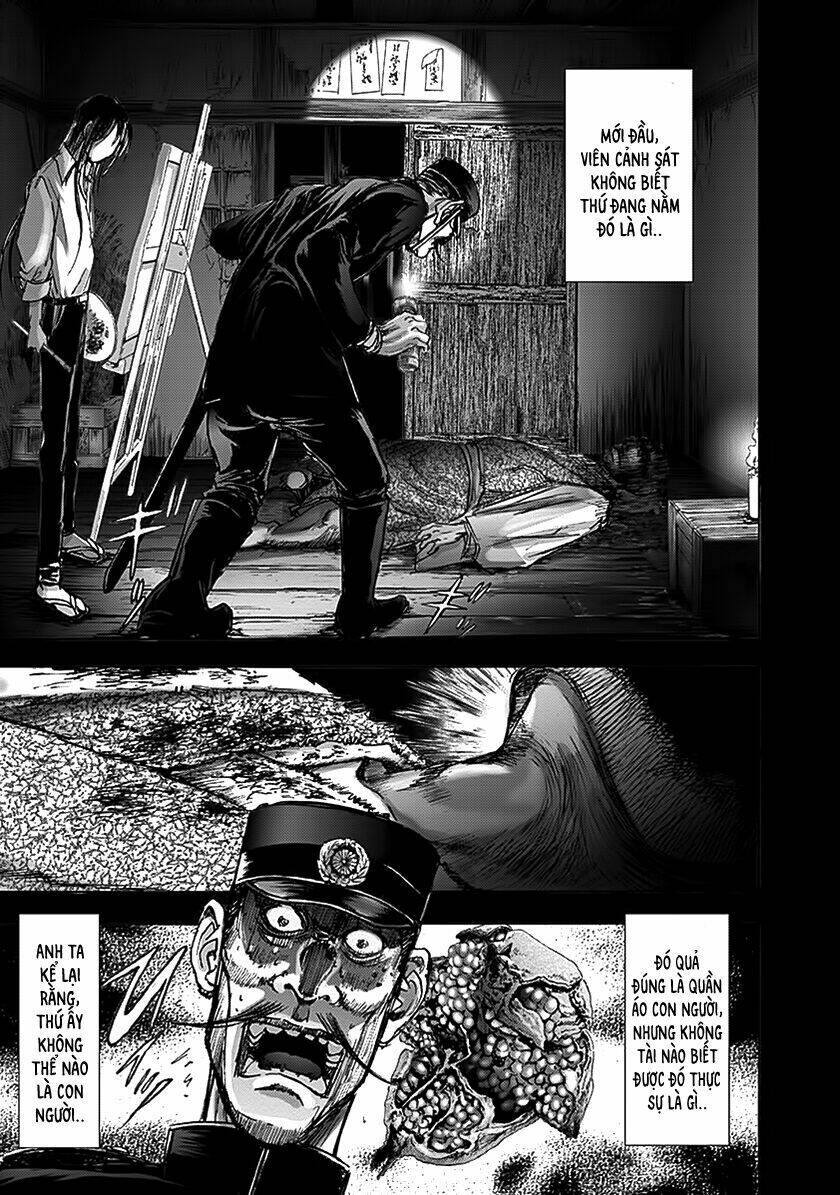 MỚI ĐẦU,
VIÊN CẢNH SÁT
KHÔNG BIẾT
THỨ ĐANG NẰM
ĐÓ LÀ GÌ..
ĐÓ QUẢ
ĐÚNG LÀ QUẦN
ÁO CON NGƯỜI,
NHƯNG KHÔNG
TÀI NÀO BIẾT
ĐƯỢC ĐÓ THỰC
SỰ LÀ GÌ..
ANH TA
KỂ LẠI
RẰNG,
THỨ ẤY
KHÔNG
THỂ NÀO
LÀ CON
NGƯỜI..